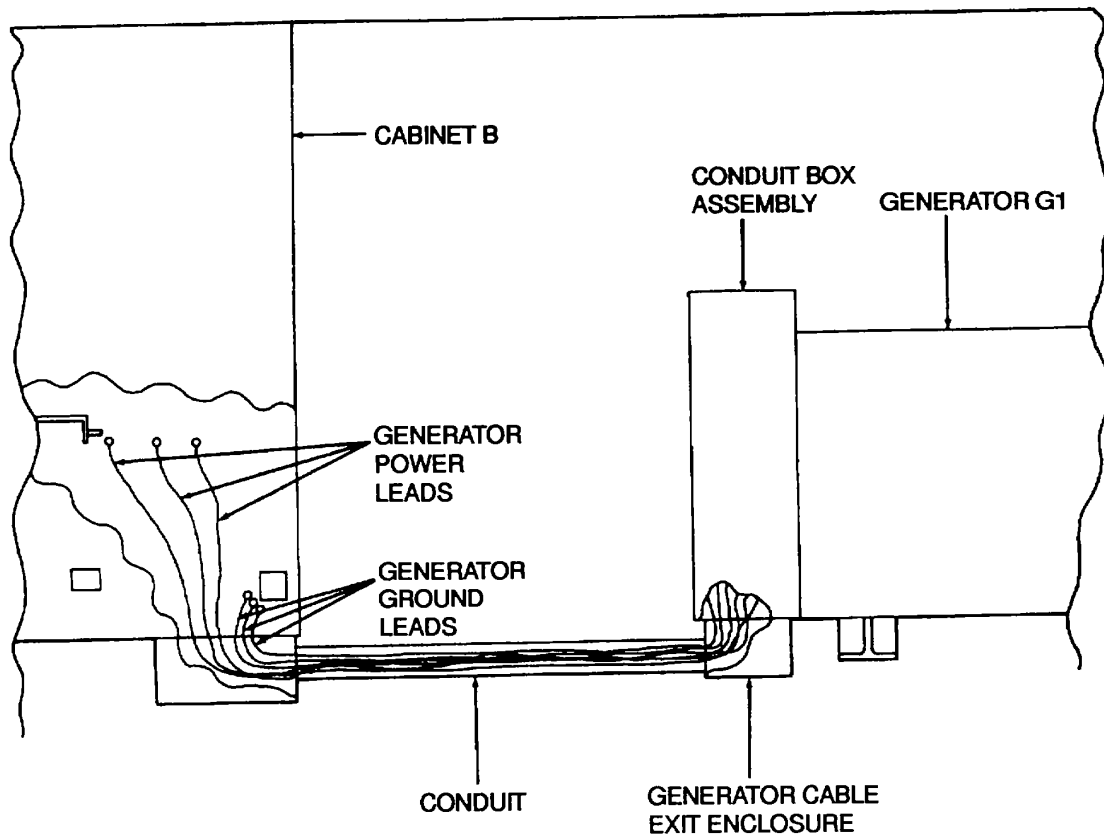 CABINET B
CONDUIT BOX
ASSEMBLY
GENERATOR G1
GENERATOR
POWER
LEADS
GENERATOR
GROUND
LEADS
CONDUIT
GENERATOR CABLE
EXIT ENCLOSURE